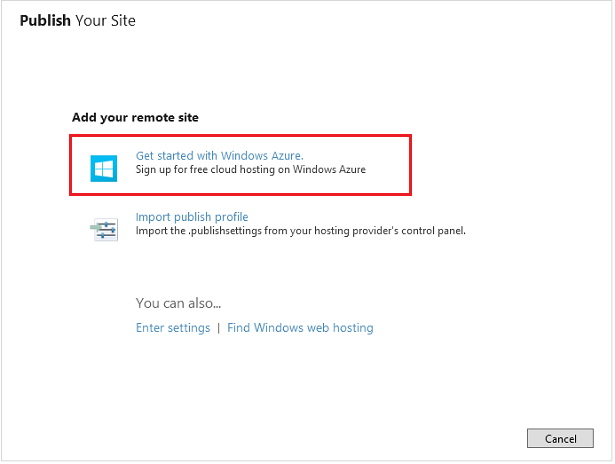 Publish Your Site
Add your remote site
Get started with Windows Azure.
Sign up for free cloud hosting on Windows Azure
Import publish profile
Import the .publishsettings from your hosting provider's control panel.
You can also...
Enter settings | Find Windows web hosting
Cancel